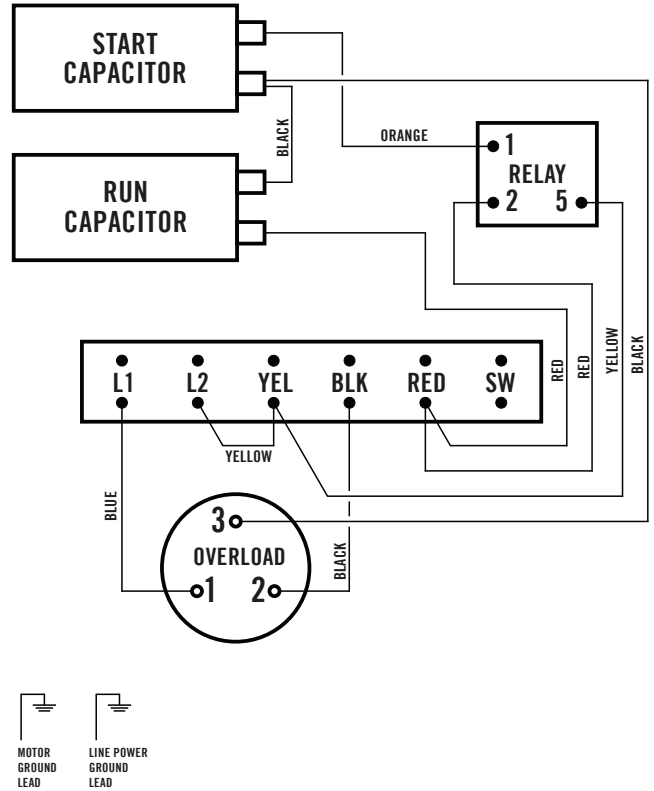 START
CAPACITOR
BLACK
ORANGE
1
RELAY
2 5
RUN
CAPACITOR
RED
RED
YELLOW
BLACK
L1 L2 YEL BLK RED SW
YELLOW
BLUE
3
OVERLOAD
1 2
BLACK
MOTOR
GROUND
LEAD
LINE POWER
GROUND
LEAD